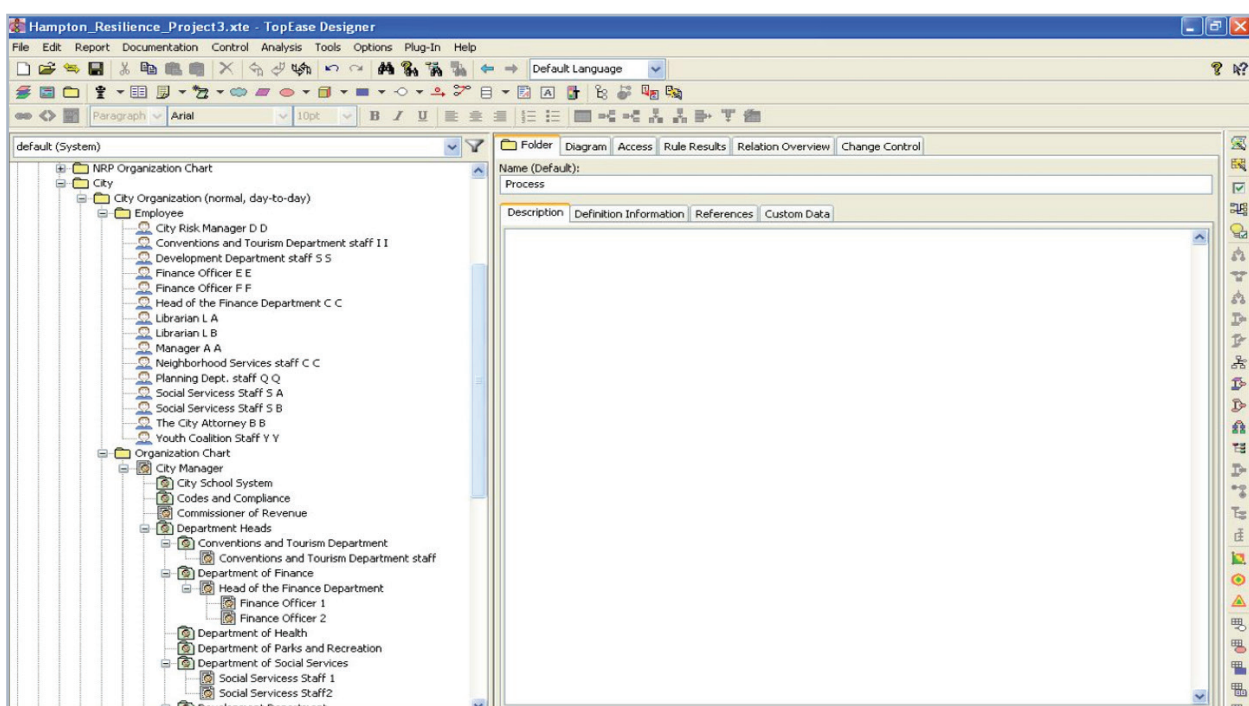 Hampton_Resilience_Project3.xte - TopEase Designer
File Edit Report Documentation Control Analysis Tools Options Plug-In Help
Default Language
Paragraph Arial 10pt B I U
default (System)
NRP Organization Chart
City
City Organization (normal, day-to-day)
Employee
City Risk Manager D D
Conventions and Tourism Department staff I I
Development Department staff S S
Finance Officer E E
Finance Officer F F
Head of the Finance Department C C
Librarian L A
Librarian L B
Manager A A
Neighborhood Services staff C C
Planning Dept. staff Q Q
Social Servicess Staff S A
Social Servicess Staff S B
The City Attorney B B
Youth Coalition Staff Y Y
Organization Chart
City Manager
City School System
Codes and Compliance
Commissioner of Revenue
Department Heads
Conventions and Tourism Department
Conventions and Tourism Department staff
Department of Finance
Head of the Finance Department
Finance Officer 1
Finance Officer 2
Department of Health
Department of Parks and Recreation
Department of Social Services
Social Servicess Staff 1
Social Servicess Staff2
Development Department
Folder Diagram Access Rule Results Relation Overview Change Control
Name (Default):
Process
Description Definition Information References Custom Data